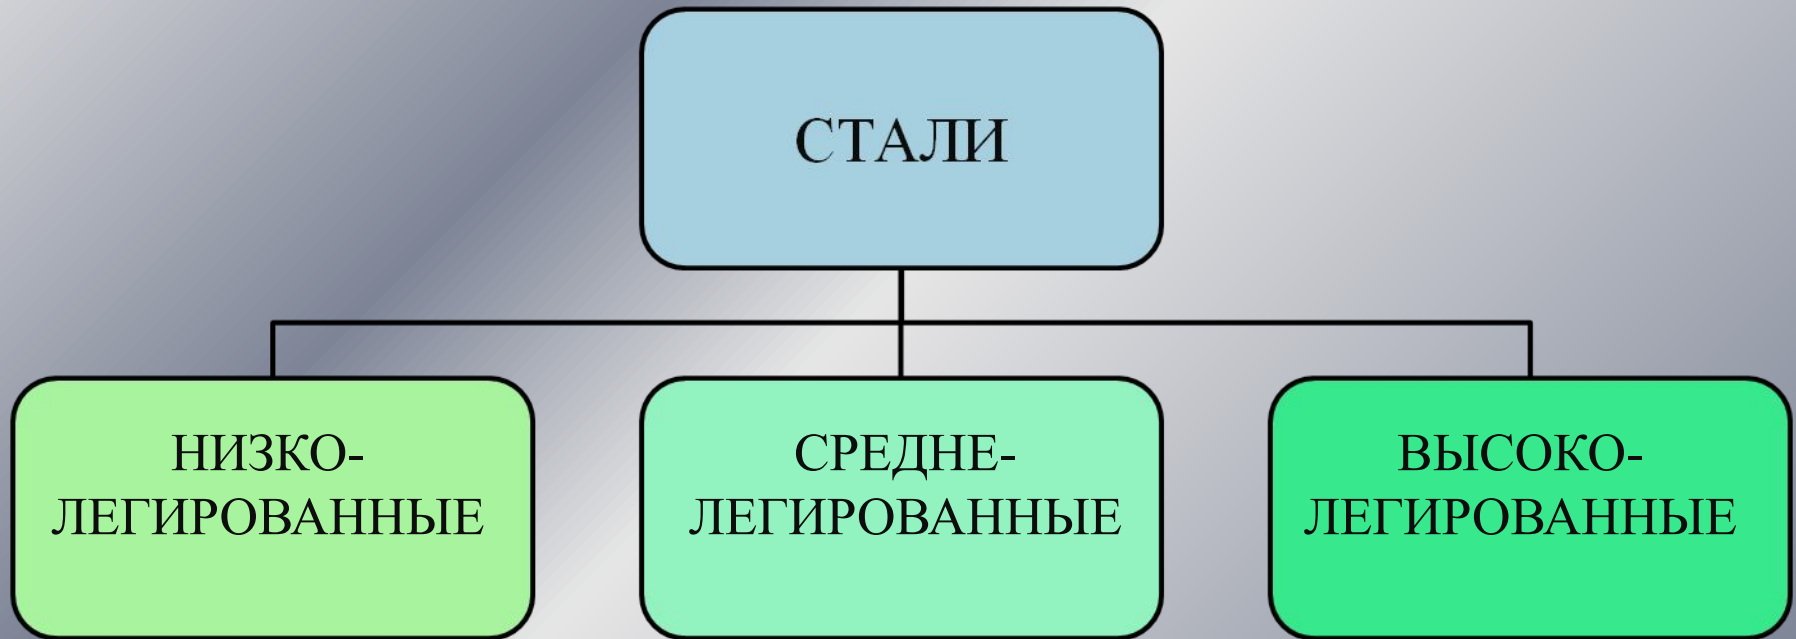 СТАЛИ
НИЗКО-
ЛЕГИРОВАННЫЕ
СРЕДНЕ-
ЛЕГИРОВАННЫЕ
ВЫСОКО-
ЛЕГИРОВАННЫЕ